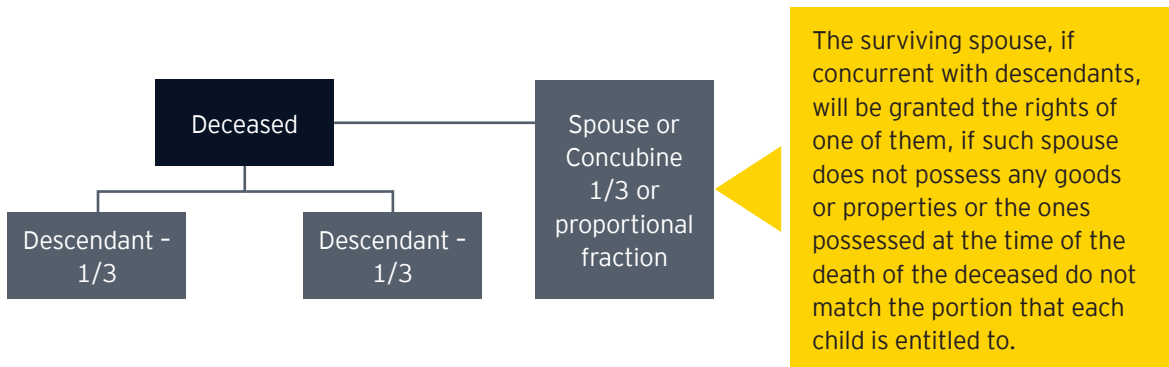 Deceased
Descendant –
1/3
Descendant –
1/3
Spouse or
Concubine
1/3 or
proportional
fraction
The surviving spouse, if
concurrent with descendants,
will be granted the rights of
one of them, if such spouse
does not possess any goods
or properties or the ones
possessed at the time of the
death of the deceased do not
match the portion that each
child is entitled to.